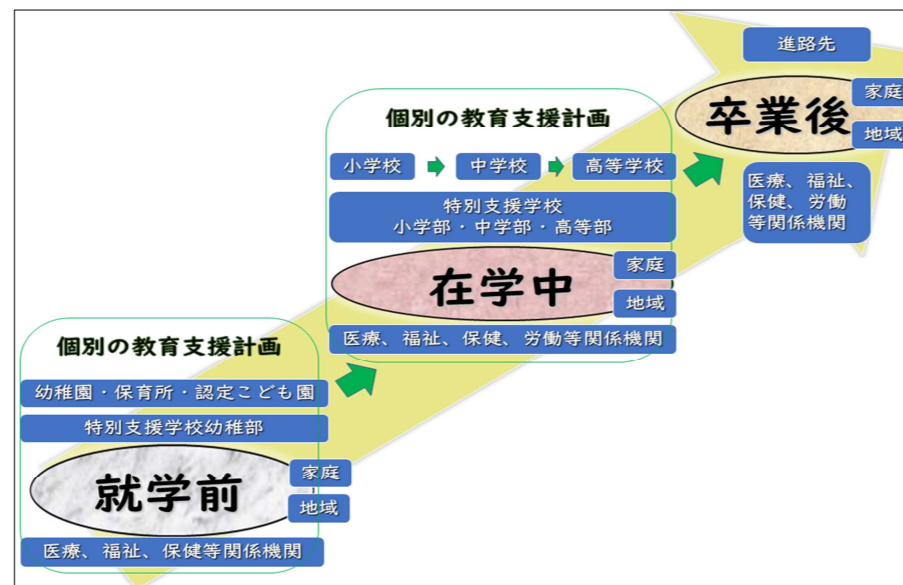 進路先
卒業後
家庭
地域
医療、福祉、
保健、労働
等関係機関
個別の教育支援計画
小学校
中学校
高等学校
特別支援学校
小学部・中学部・高等部
在学中
家庭
地域
医療、福祉、保健、労働等関係機関
個別の教育支援計画
幼稚園・保育所・認定こども園
特別支援学校幼稚部
就学前
家庭
地域
医療、福祉、保健等関係機関